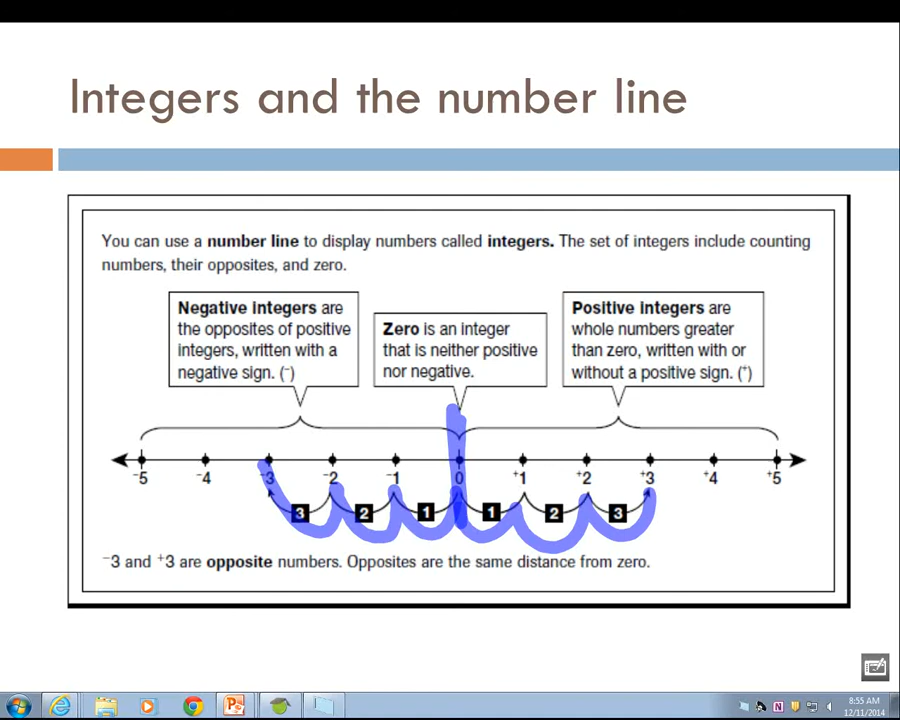 Integers and the number line
You can use a number line to display numbers called integers. The set of integers include counting
numbers, their opposites, and zero.
Negative integers are
the opposites of positive
integers, written with a
negative sign. (⁻)
Zero is an integer
that is neither positive
nor negative.
Positive integers are
whole numbers greater
than zero, written with or
without a positive sign. (⁺)
⁻5 ⁻4 ⁻3 ⁻2 ⁻1 0 ⁺1 ⁺2 ⁺3 ⁺4 ⁺5
3 2 1 1 2 3
⁻3 and ⁺3 are opposite numbers. Opposites are the same distance from zero.
8:55 AM
12/11/2014